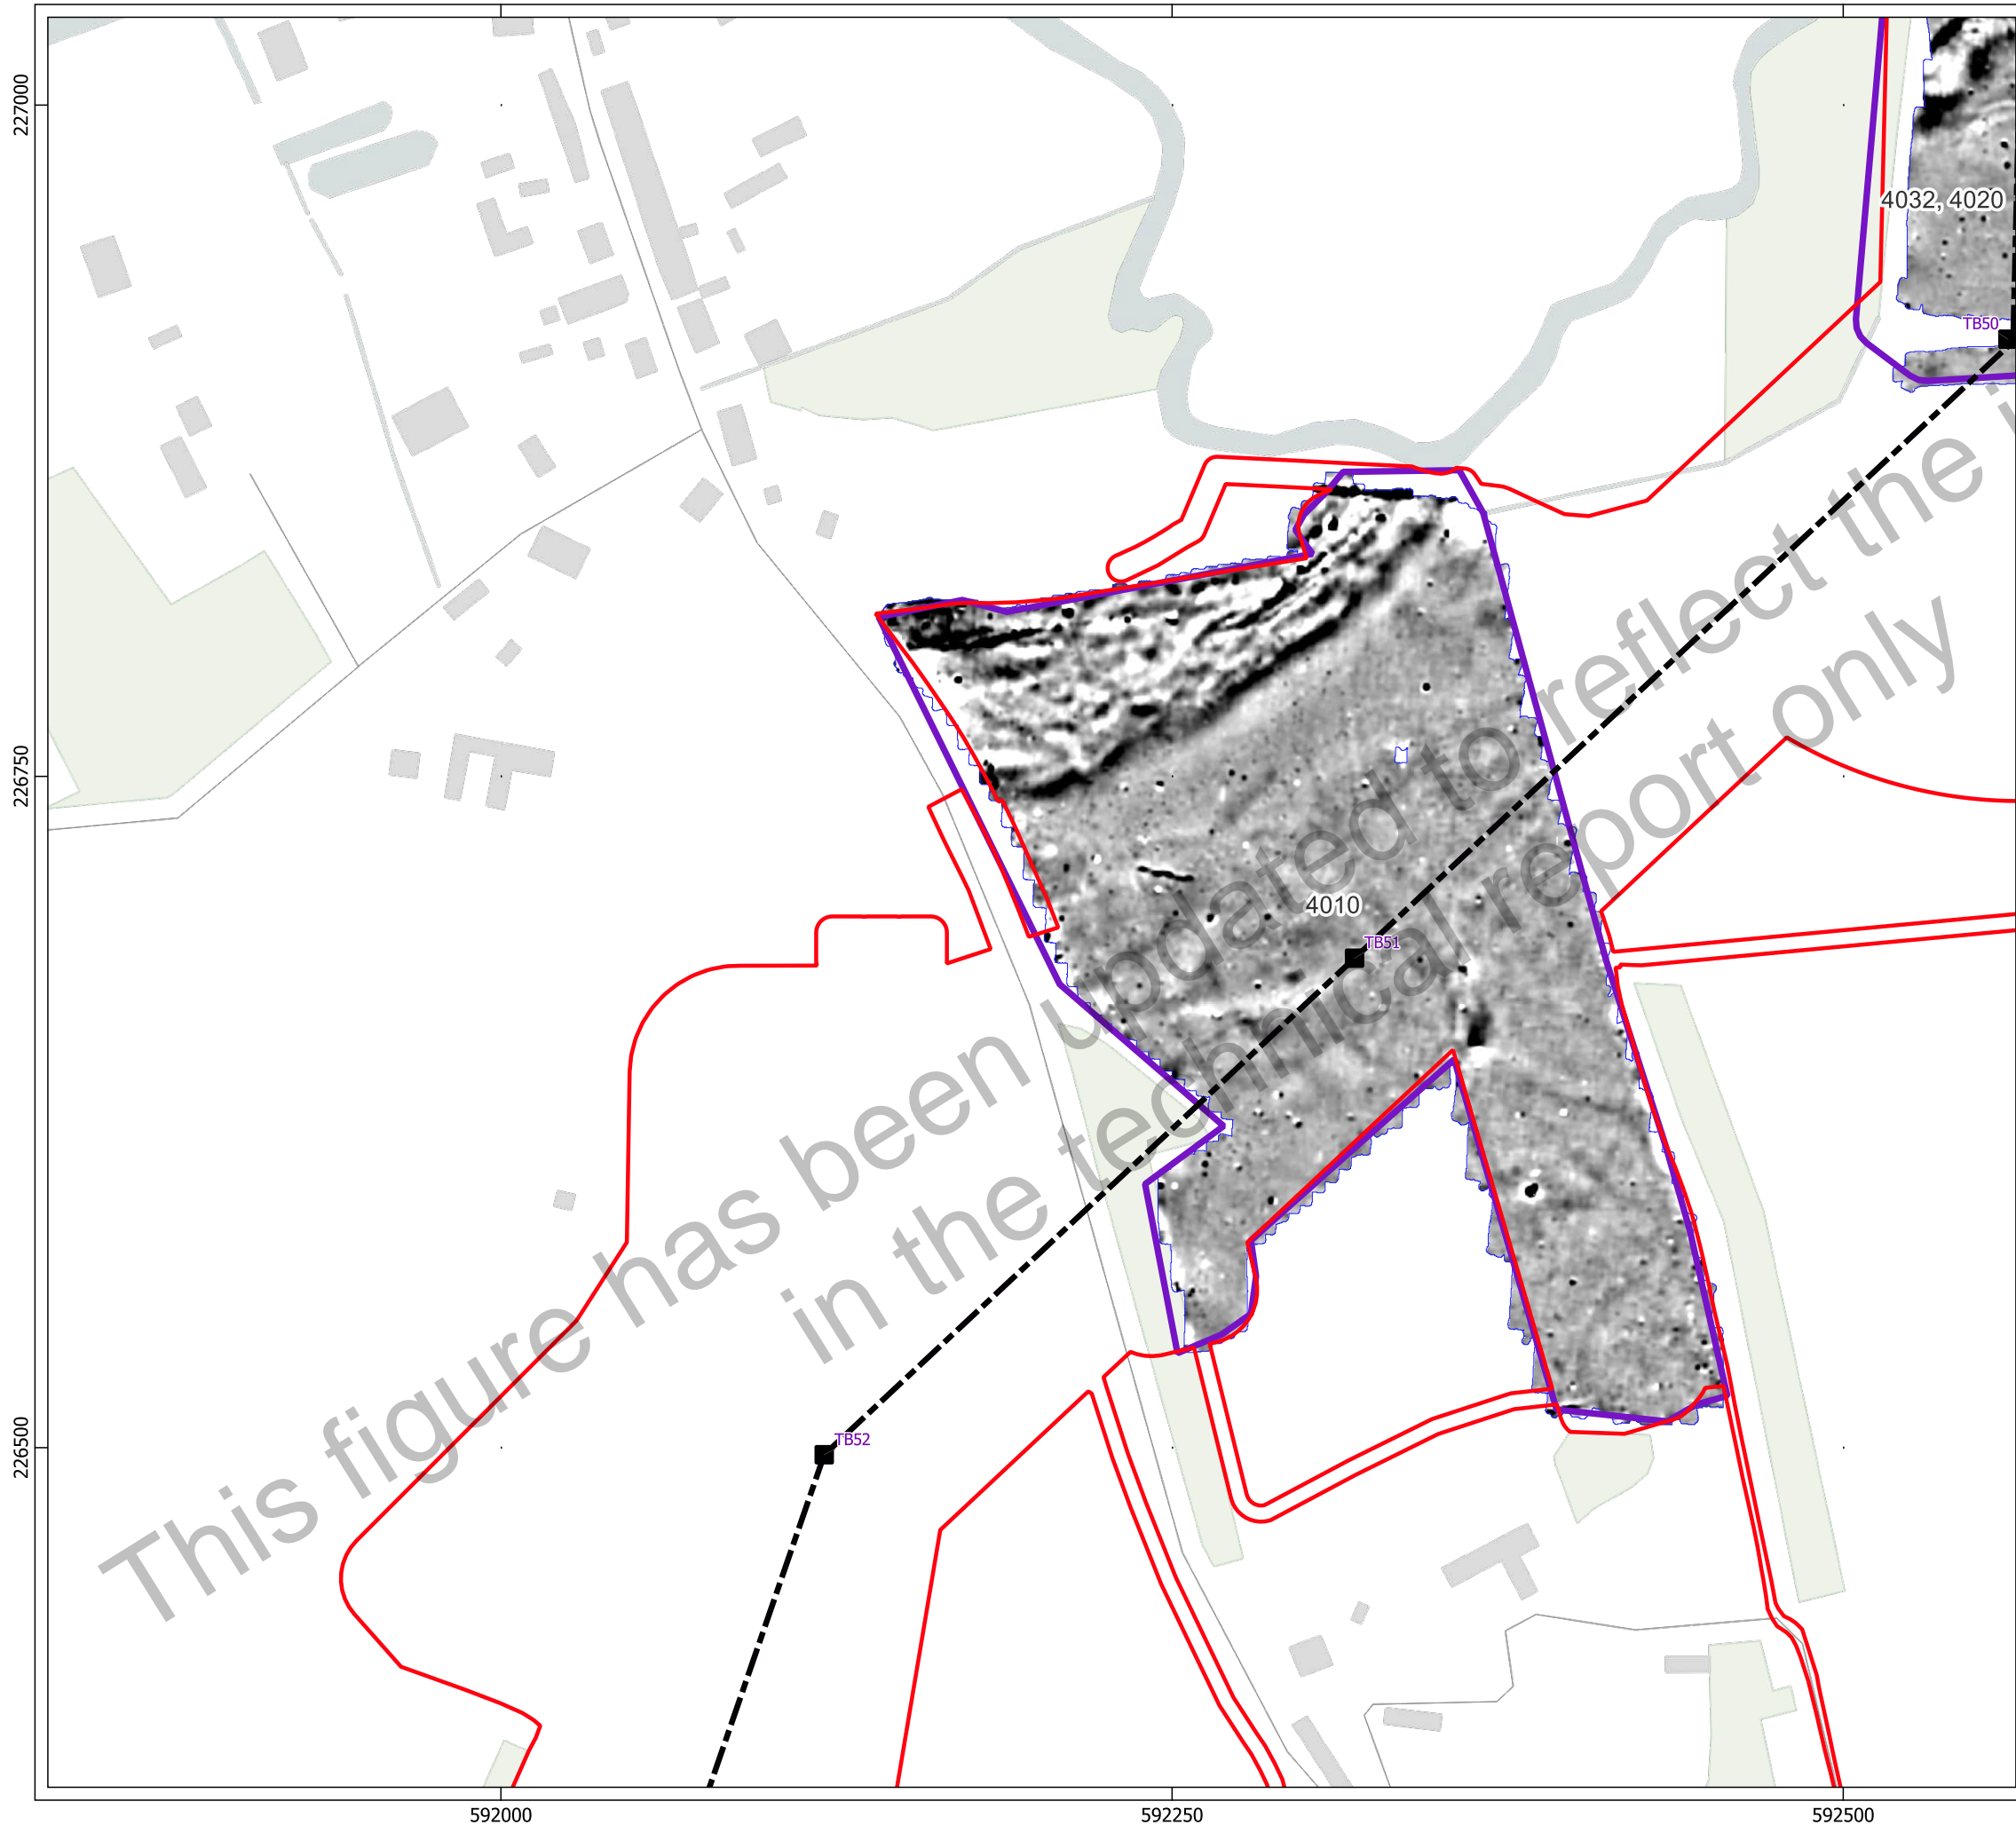 227000
4032, 4020
TB50
226750
4010
TB51
This figure has been updated to reflect the
in the technical report only
226500
TB52
592000
592250
592500